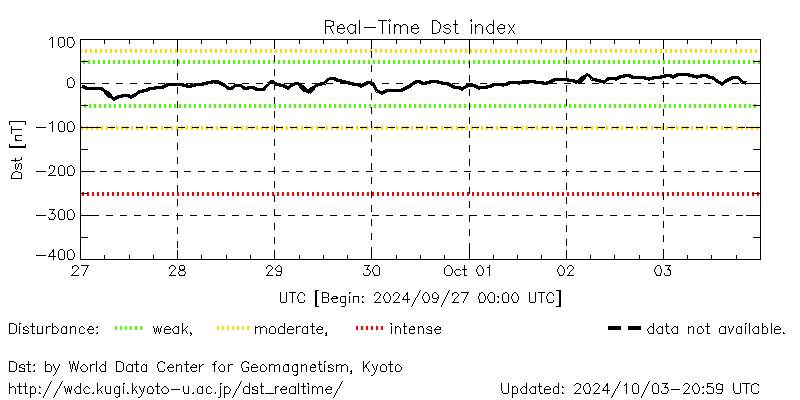 Real-Time Dst index
100
0
-100
-200
-300
-400
Dst [nT]
27 28 29 30 Oct 01 02 03
UTC [Begin: 2024/09/27 00:00 UTC]
Disturbance: weak, moderate, intense data not available.
Dst: by World Data Center for Geomagnetism, Kyoto
http://wdc.kugi.kyoto-u.ac.jp/dst_realtime/ Updated: 2024/10/03-20:59 UTC